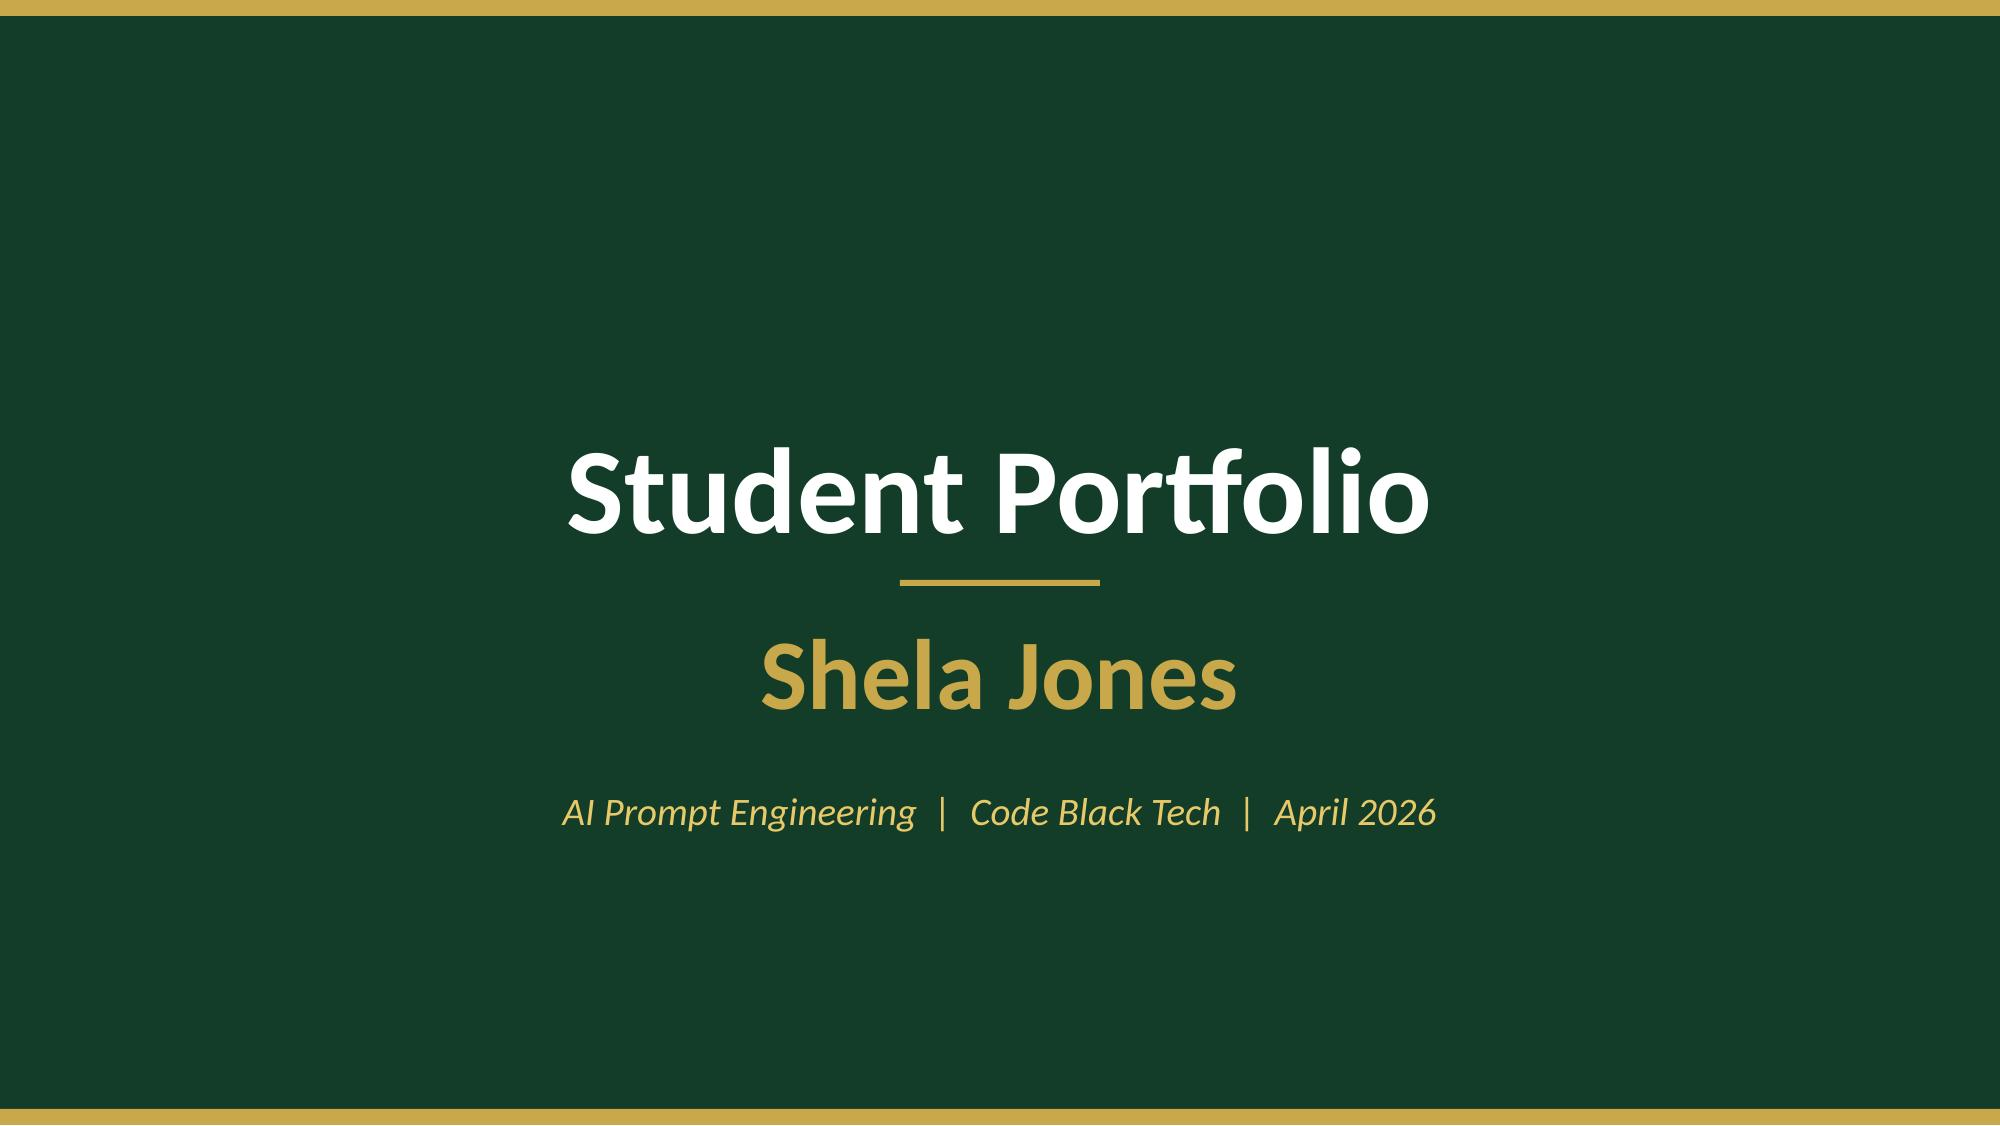 Student Portfolio
Shela Jones
AI Prompt Engineering | Code Black Tech | April 2026